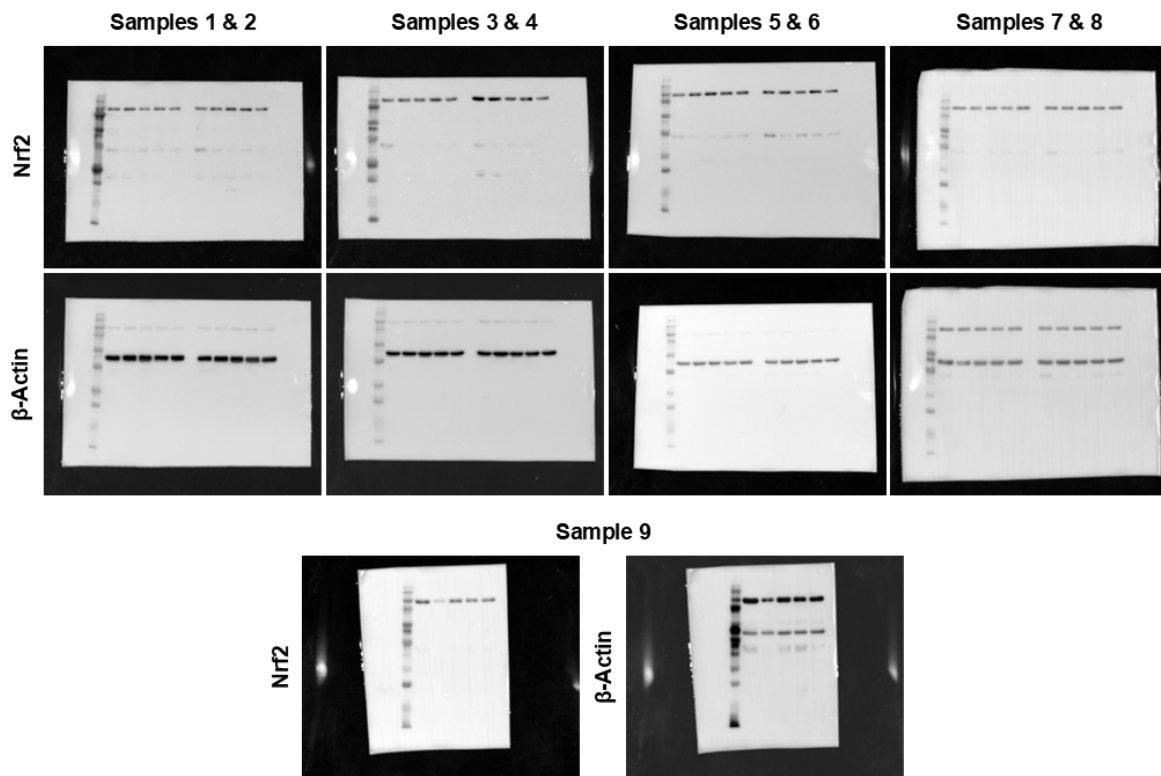 Samples 1 & 2
Samples 3 & 4
Samples 5 & 6
Samples 7 & 8
Nrf2
β-Actin
Sample 9
Nrf2
β-Actin